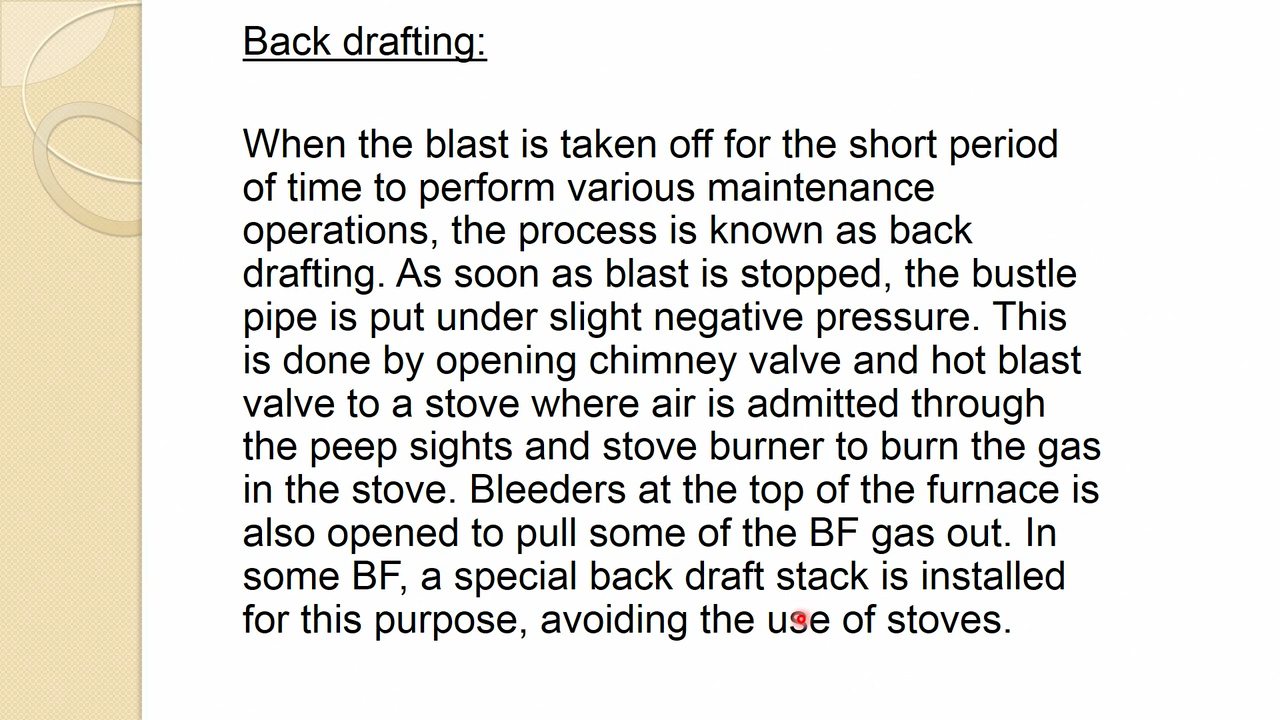 Back drafting:
When the blast is taken off for the short period
of time to perform various maintenance
operations, the process is known as back
drafting. As soon as blast is stopped, the bustle
pipe is put under slight negative pressure. This
is done by opening chimney valve and hot blast
valve to a stove where air is admitted through
the peep sights and stove burner to burn the gas
in the stove. Bleeders at the top of the furnace is
also opened to pull some of the BF gas out. In
some BF, a special back draft stack is installed
for this purpose, avoiding the use of stoves.